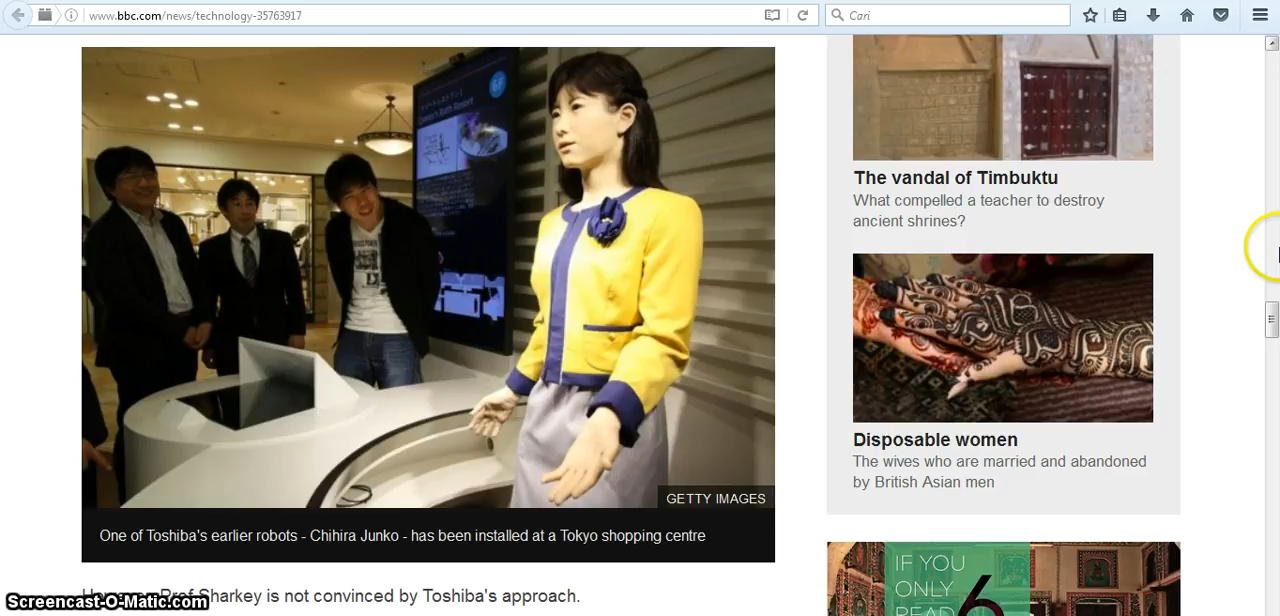 www.bbc.com/news/technology-35763917
Cari
GETTY IMAGES
One of Toshiba's earlier robots - Chihira Junko - has been installed at a Tokyo shopping centre
Prof Sharkey is not convinced by Toshiba's approach.
Screencast-O-Matic.com
The vandal of Timbuktu
What compelled a teacher to destroy
ancient shrines?
Disposable women
The wives who are married and abandoned
by British Asian men
IF YOU
ONLY
READ
6